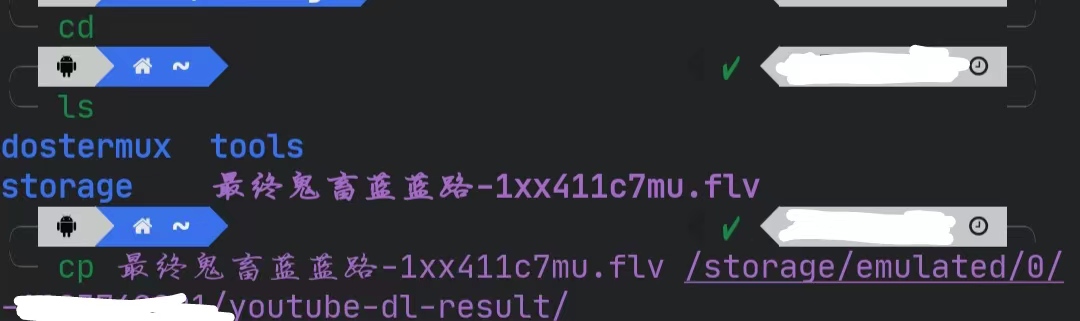 cd
~
ls
dostermux tools
storage 最终鬼畜蓝蓝路-1xx411c7mu.flv
~
cp 最终鬼畜蓝蓝路-1xx411c7mu.flv /storage/emulated/0/
/youtube-dl-result/